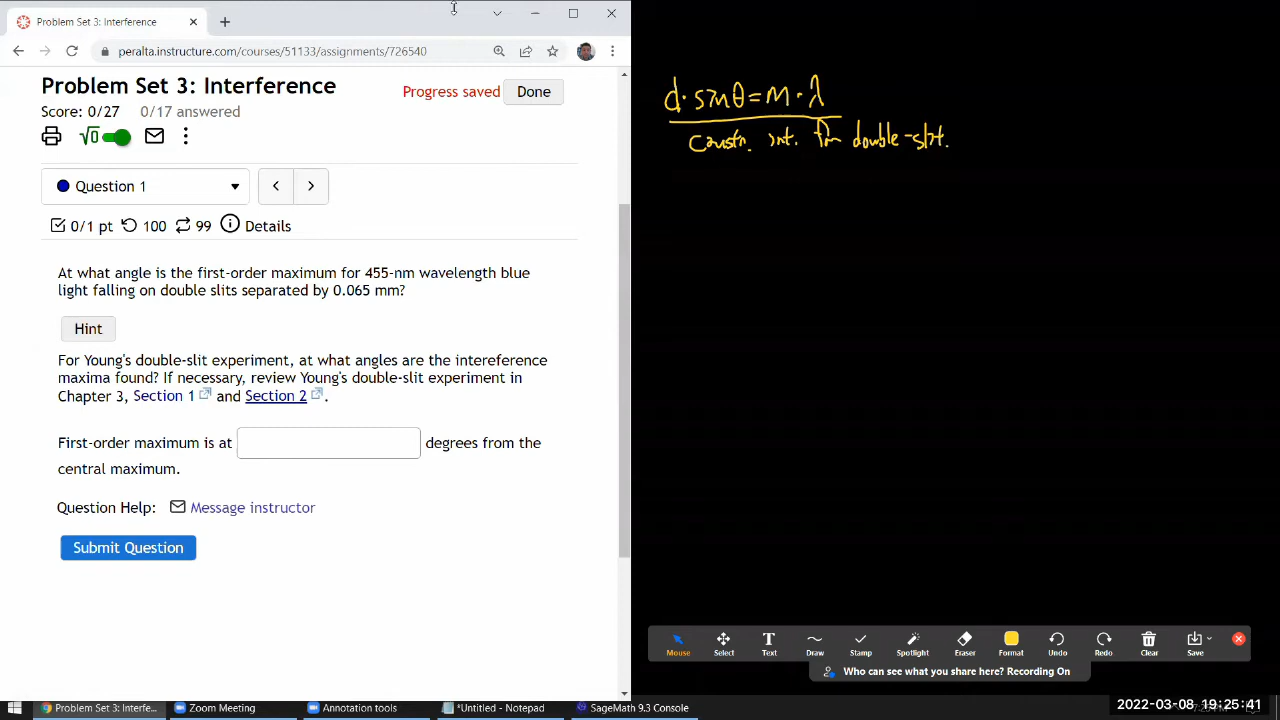 Problem Set 3: Interference
peralta.instructure.com/courses/51133/assignments/726540
Problem Set 3: Interference
Progress saved
Done
Score: 0/27 0/17 answered
√0
Question 1
0/1 pt 100 99 Details
At what angle is the first-order maximum for 455-nm wavelength blue
light falling on double slits separated by 0.065 mm?
Hint
For Young's double-slit experiment, at what angles are the intereference
maxima found? If necessary, review Young's double-slit experiment in
Chapter 3, Section 1 and Section 2.
First-order maximum is at degrees from the
central maximum.
Question Help: Message instructor
Submit Question
d·sinθ=m·λ
constr. int. for double-slit.
Mouse Select Text Draw Stamp Spotlight Eraser Format Undo Redo Clear Save
Who can see what you share here? Recording On
Problem Set 3: Interfe... Zoom Meeting Annotation tools *Untitled - Notepad SageMath 9.3 Console
2022-03-08 19:25:41